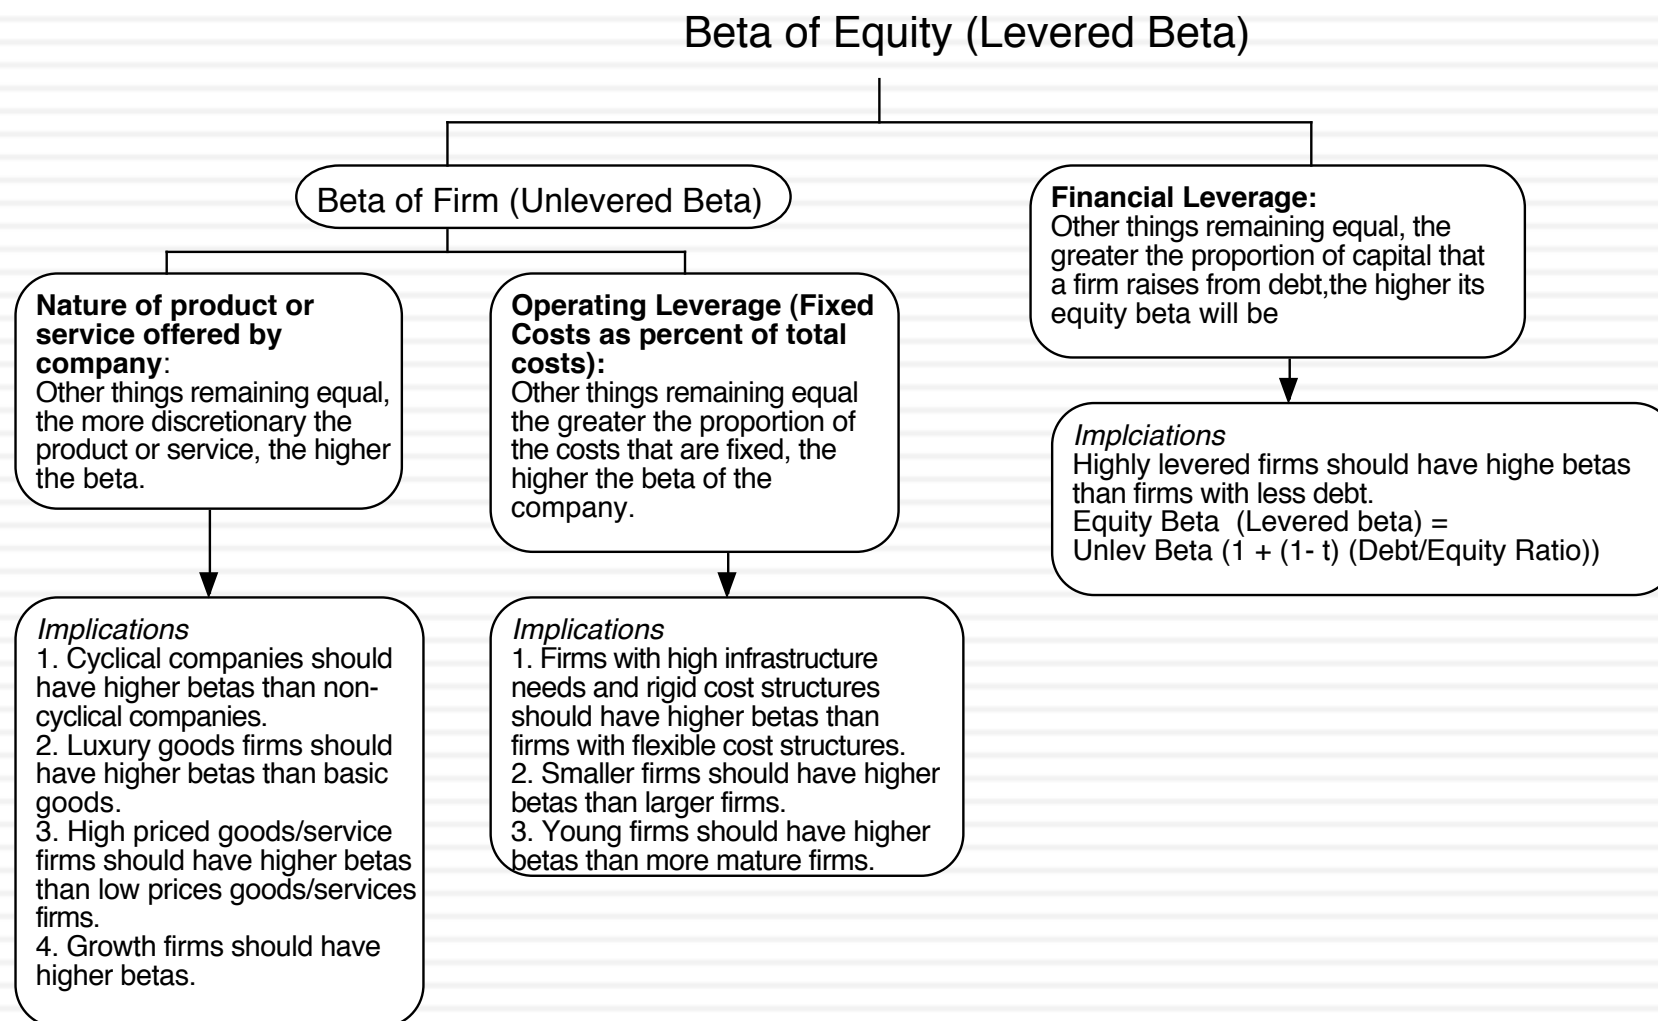 Beta of Equity (Levered Beta)
Beta of Firm (Unlevered Beta)
Nature of product or
service offered by
company:
Other things remaining equal,
the more discretionary the
product or service, the higher
the beta.
Operating Leverage (Fixed
Costs as percent of total
costs):
Other things remaining equal
the greater the proportion of
the costs that are fixed, the
higher the beta of the
company.
Financial Leverage:
Other things remaining equal, the
greater the proportion of capital that
a firm raises from debt,the higher its
equity beta will be
Implciations
Highly levered firms should have highe betas
than firms with less debt.
Equity Beta (Levered beta) =
Unlev Beta (1 + (1- t) (Debt/Equity Ratio))
Implications
1. Cyclical companies should
have higher betas than non-
cyclical companies.
2. Luxury goods firms should
have higher betas than basic
goods.
3. High priced goods/service
firms should have higher betas
than low prices goods/services
firms.
4. Growth firms should have
higher betas.
Implications
1. Firms with high infrastructure
needs and rigid cost structures
should have higher betas than
firms with flexible cost structures.
2. Smaller firms should have higher
betas than larger firms.
3. Young firms should have higher
betas than more mature firms.